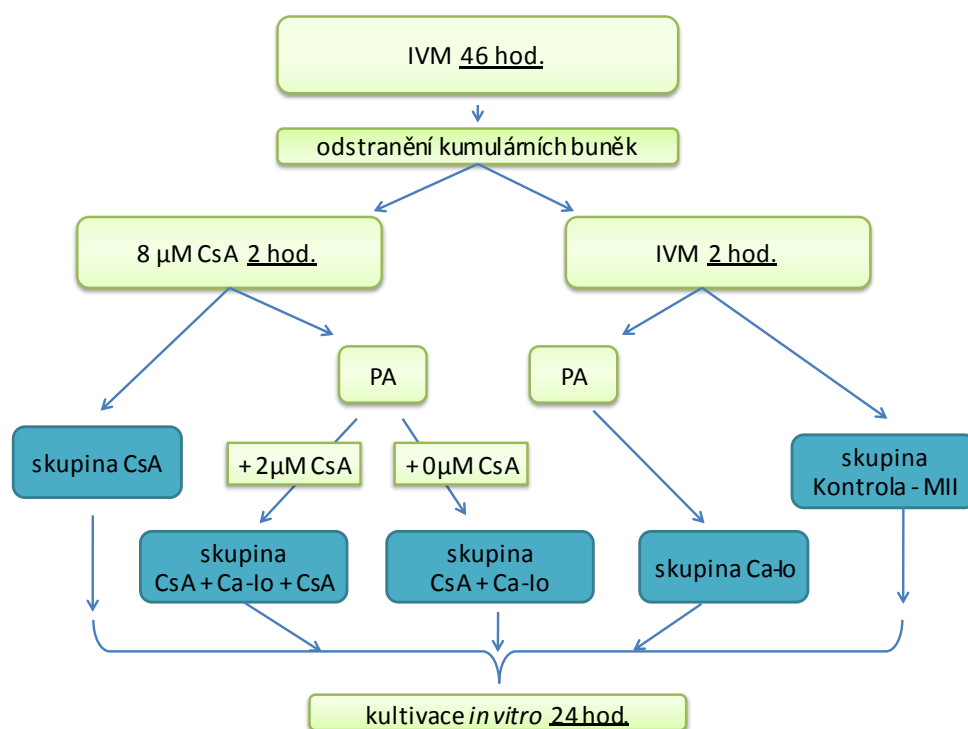 IVM 46 hod.
odstranění kumulárních buněk
8 µM CsA 2 hod.
IVM 2 hod.
PA
PA
skupina CsA
+ 2µM CsA
+ 0µM CsA
skupina
Kontrola - MII
skupina
CsA + Ca-Io + CsA
skupina
CsA + Ca-Io
skupina Ca-Io
kultivace in vitro 24 hod.